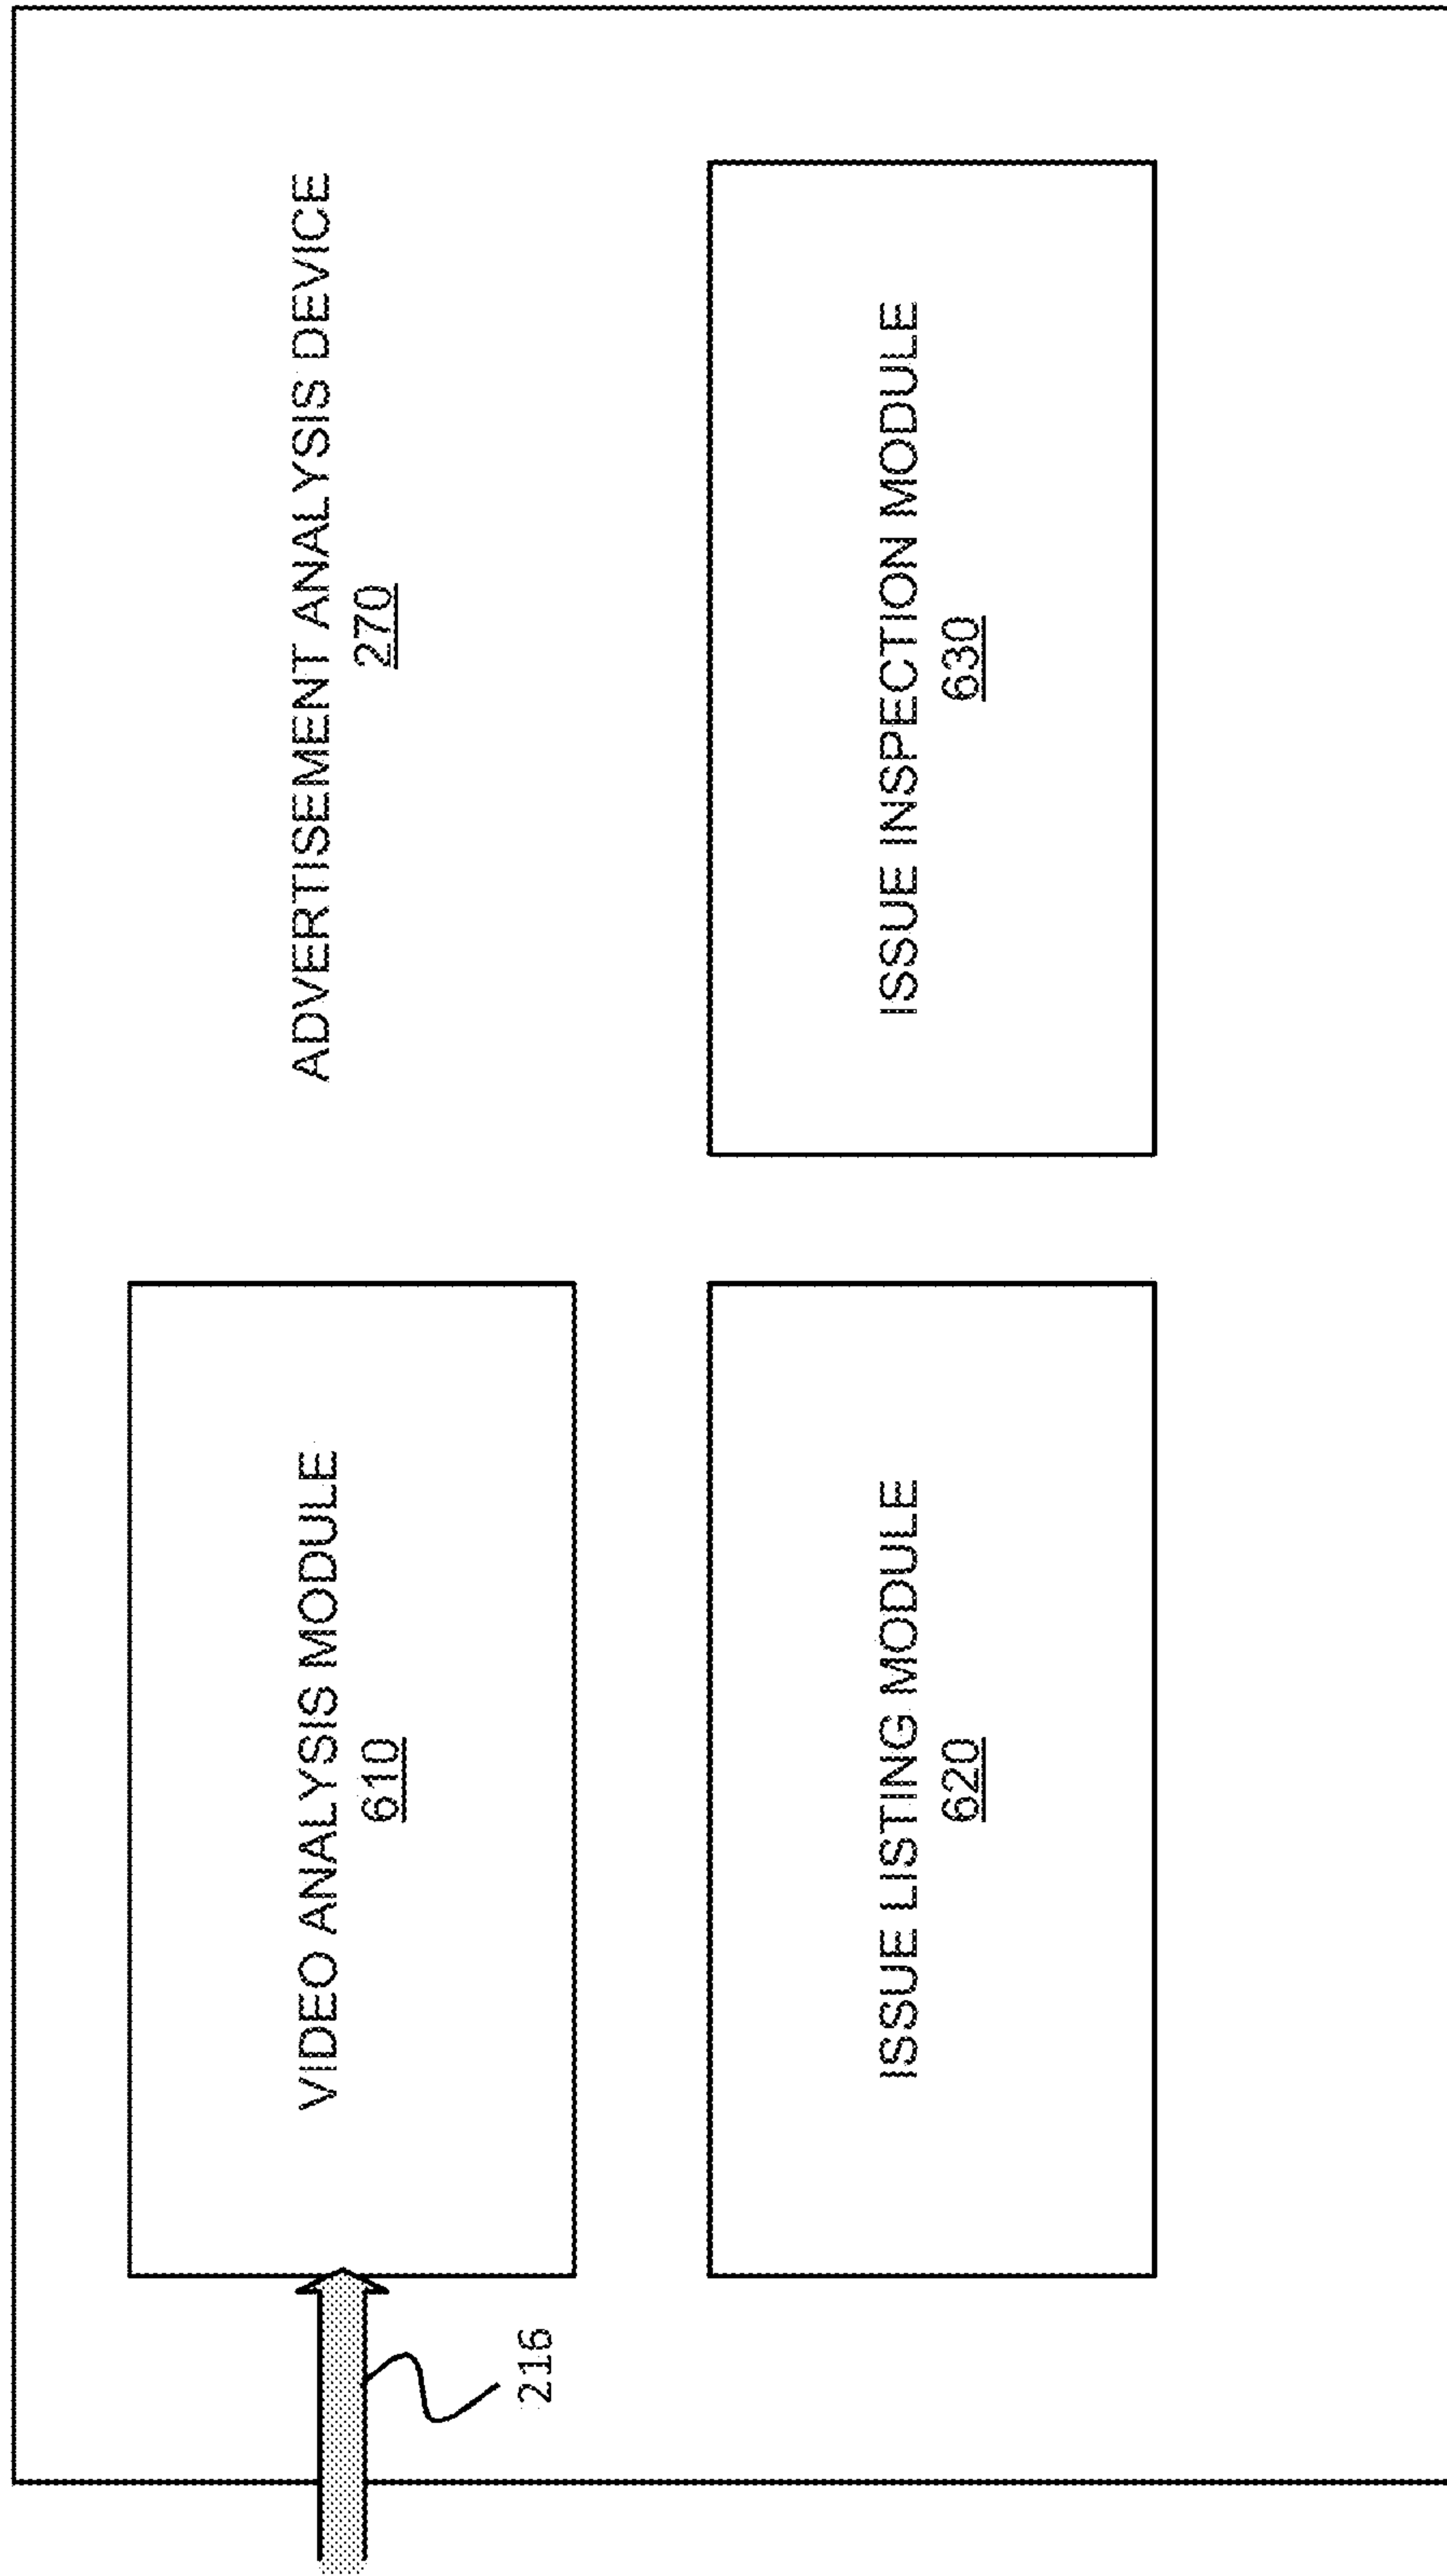 VIDEO ANALYSIS MODULE
610
ADVERTISEMENT ANALYSIS DEVICE
270
216
ISSUE LISTING MODULE
620
ISSUE INSPECTION MODULE
630